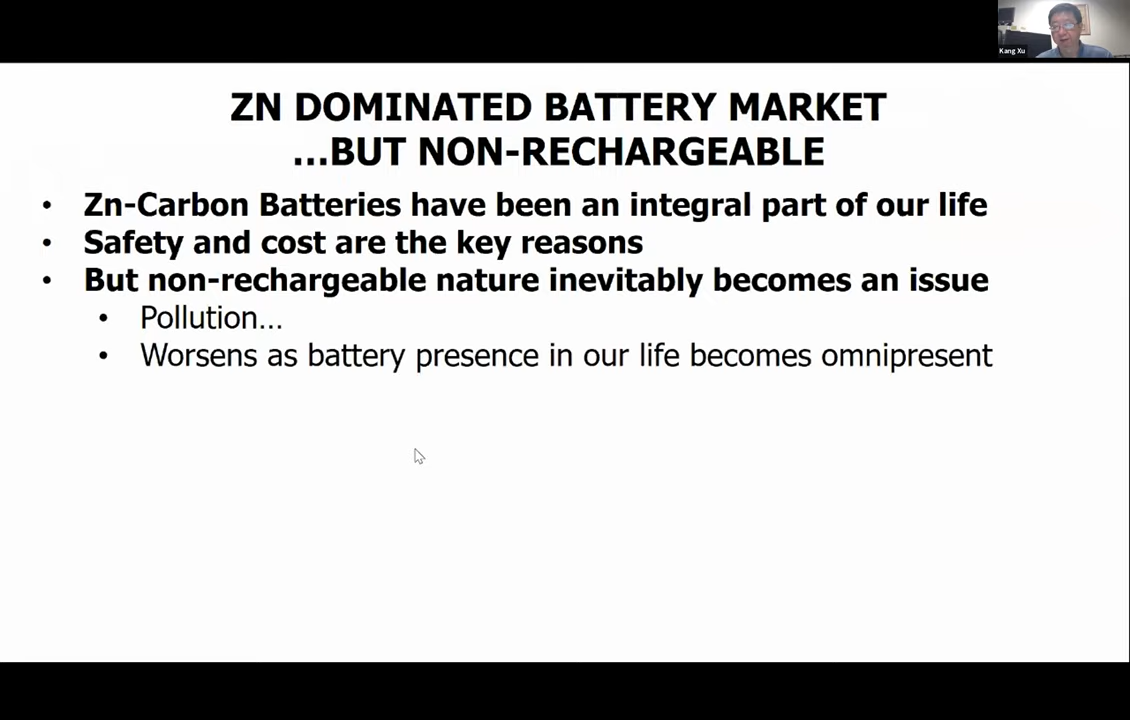 Kang Xu
ZN DOMINATED BATTERY MARKET
…BUT NON-RECHARGEABLE
• Zn-Carbon Batteries have been an integral part of our life
• Safety and cost are the key reasons
• But non-rechargeable nature inevitably becomes an issue
• Pollution…
• Worsens as battery presence in our life becomes omnipresent